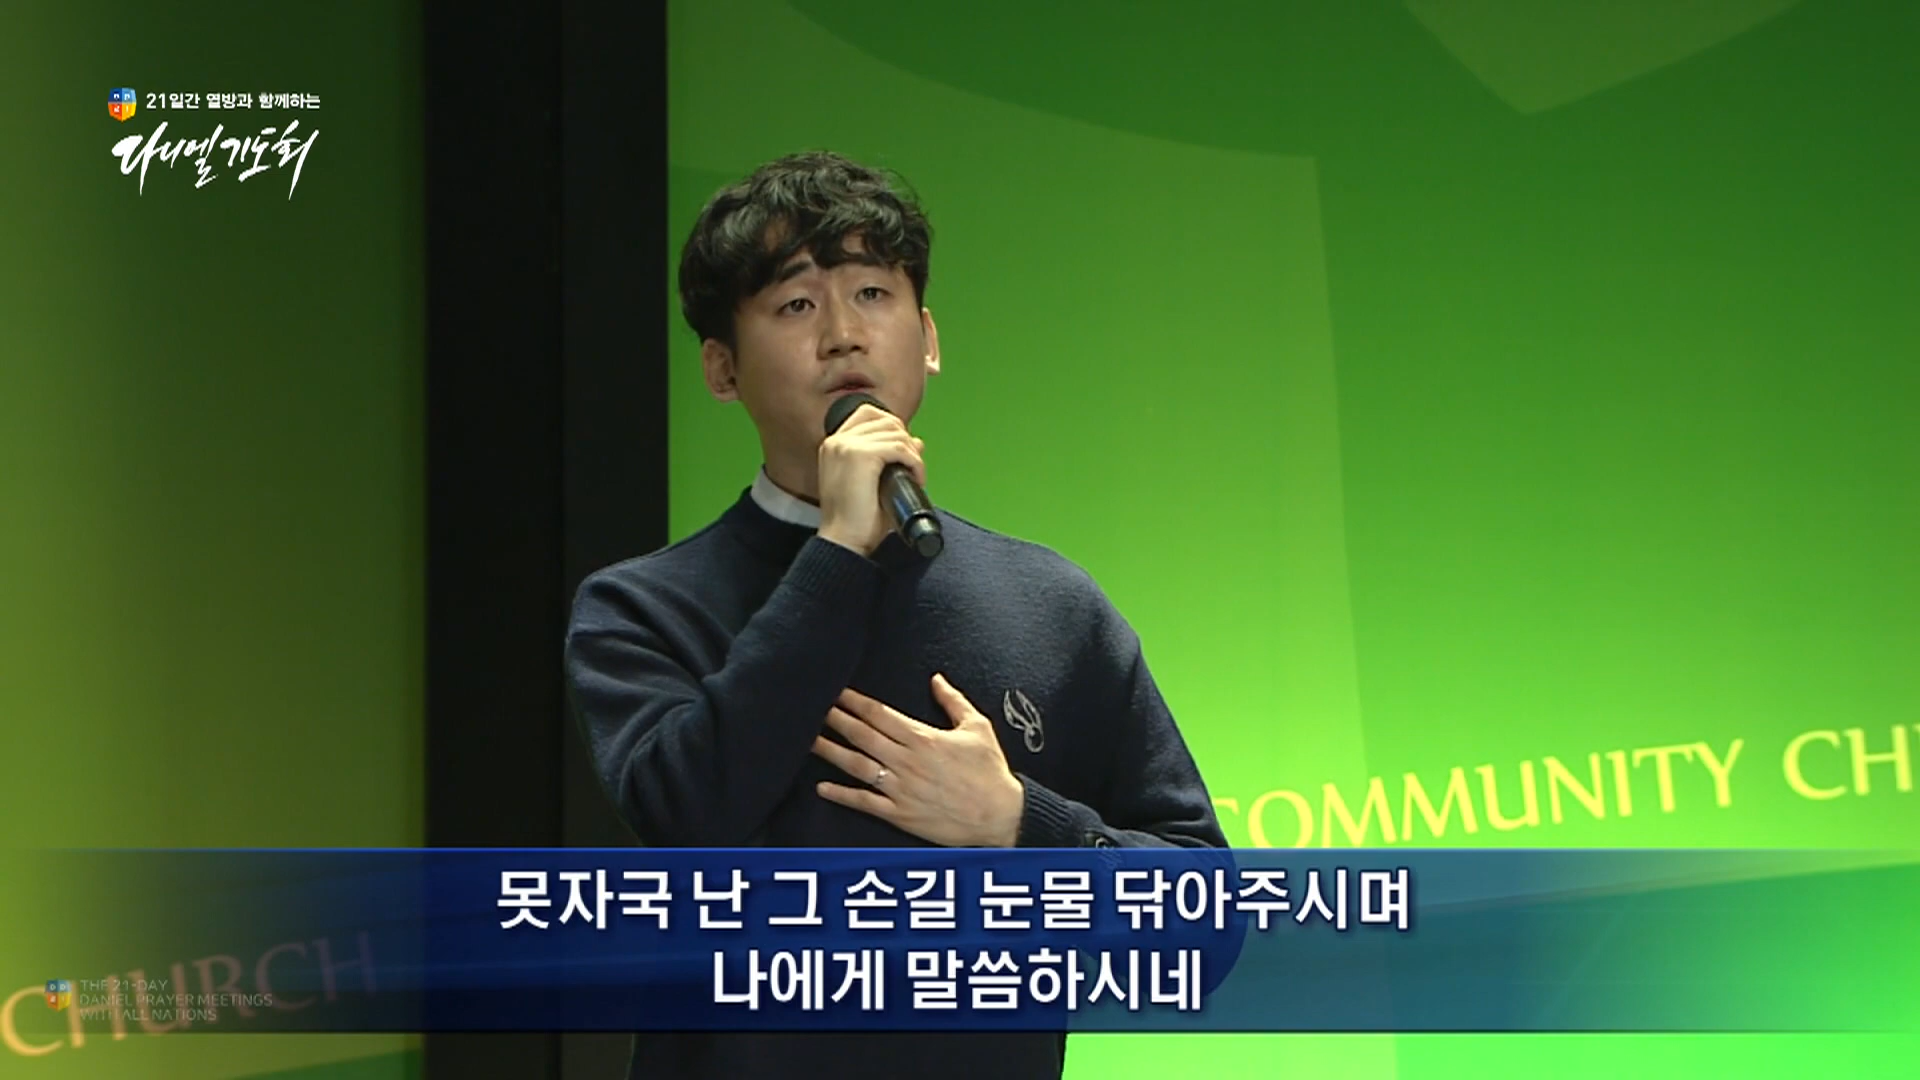 21일간 열방과 함께하는
다니엘기도회
COMMUNITY
못자국 난 그 손길 눈물 닦아주시며
나에게 말씀하시네
CHURCH
THE 21-DAY
DANIEL PRAYER MEETINGS
WITH ALL NATIONS